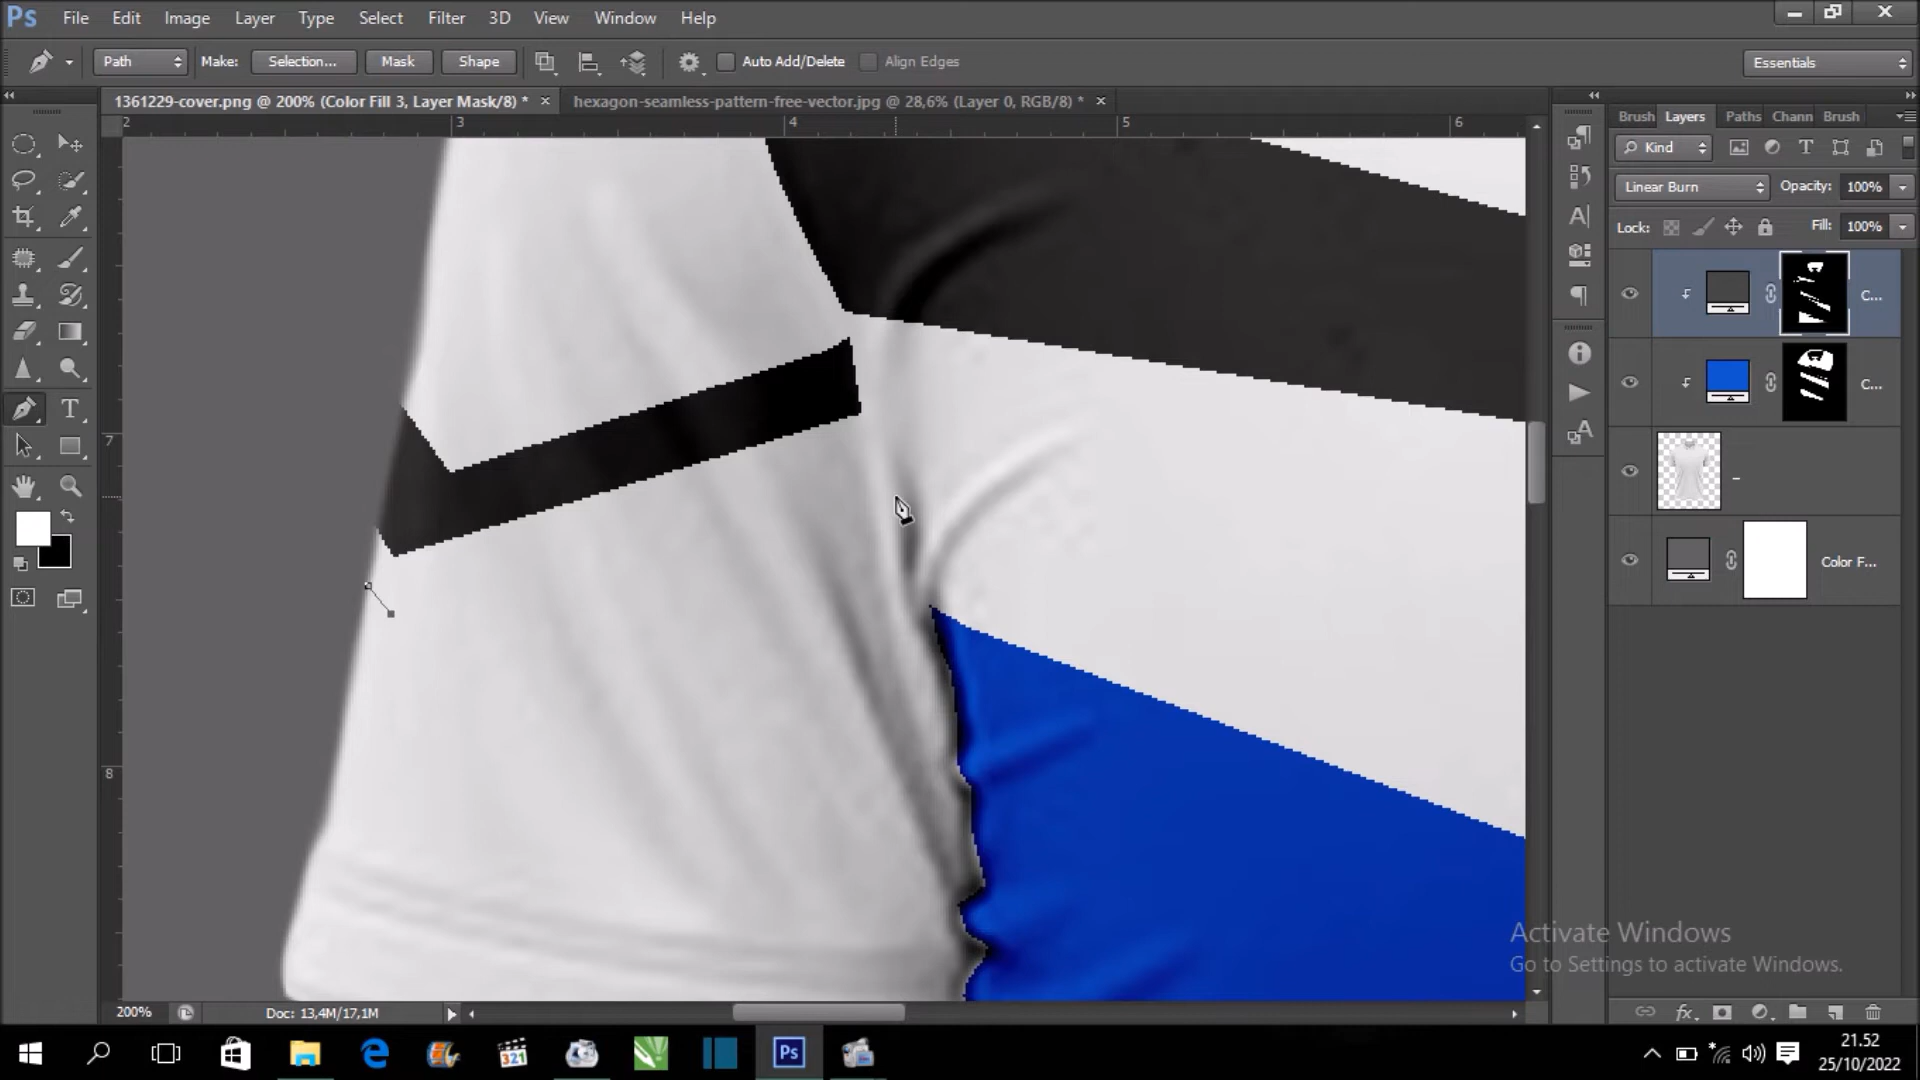 Ps File Edit Image Layer Type Select Filter 3D View Window Help
Path Make: Selection... Mask Shape Auto Add/Delete Align Edges Essentials
1361229-cover.png @ 200% (Color Fill 3, Layer Mask/8) * × hexagon-seamless-pattern-free-vector.jpg @ 28,6% (Layer 0, RGB/8) * ×
Brush Layers Paths Chann Brush
2 3 4 5 6
Kind
Linear Burn Opacity: 100%
Lock: Fill: 100%
C...
C...
7
-
Color F...
8
Activate Windows
Go to Settings to activate Windows.
200% Doc: 13,4M/17,1M
321
Ps
21.52
25/10/2022